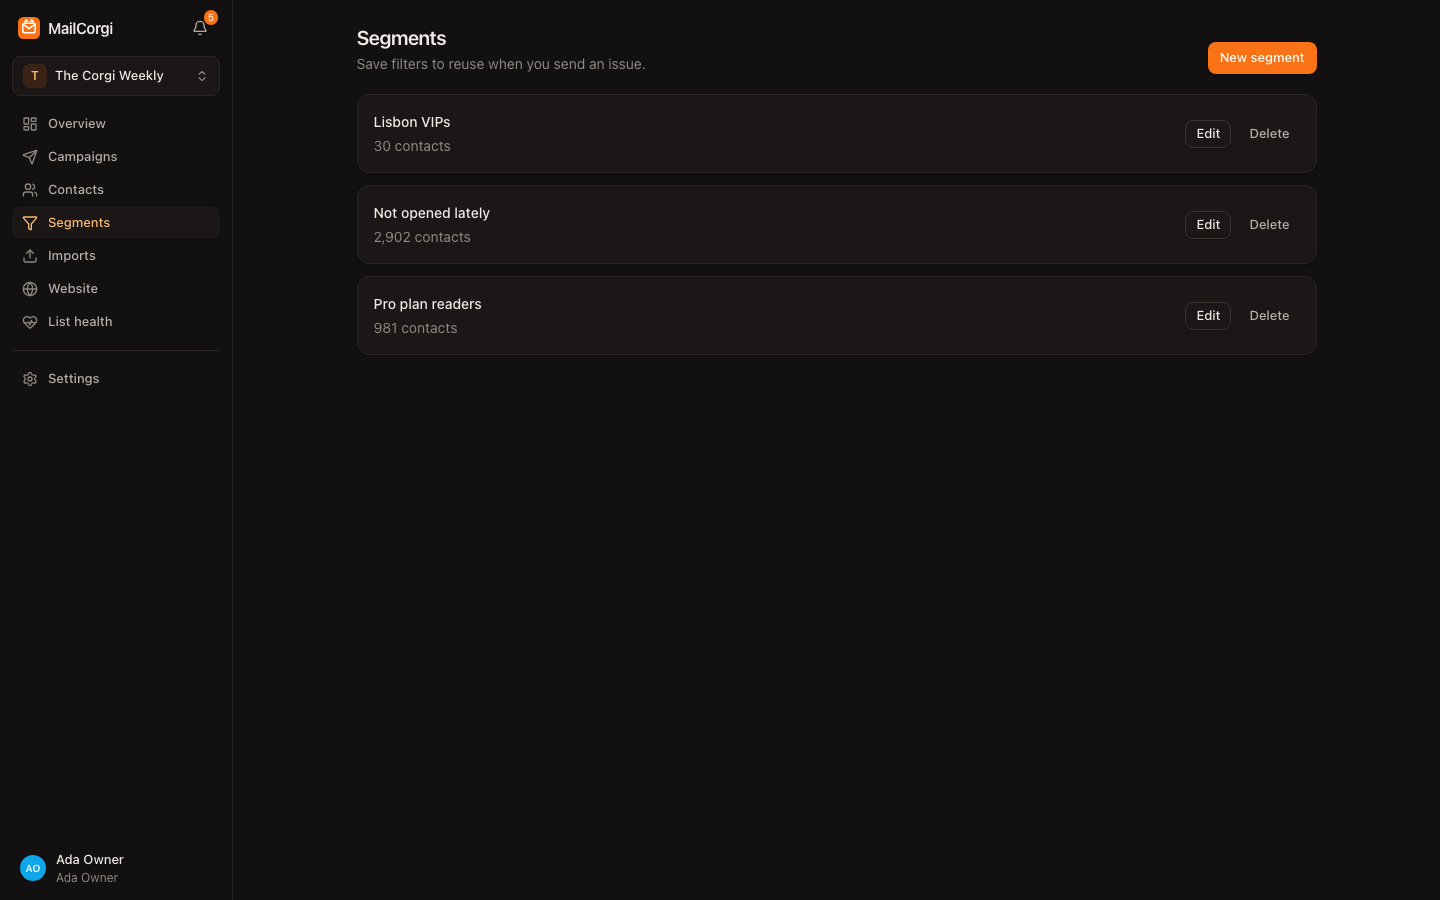 MailCorgi
5
T
The Corgi Weekly
Overview
Campaigns
Contacts
Segments
Imports
Website
List health
Settings
AO
Ada Owner
Ada Owner
Segments
Save filters to reuse when you send an issue.
New segment
Lisbon VIPs
30 contacts
Edit
Delete
Not opened lately
2,902 contacts
Edit
Delete
Pro plan readers
981 contacts
Edit
Delete